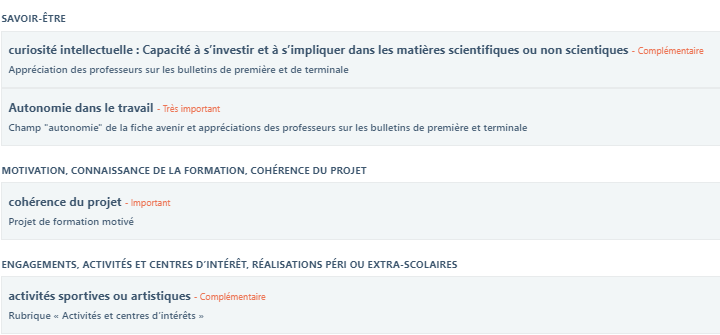 SAVOIR-ÊTRE
curiosité intellectuelle : Capacité à s'investir et à s'impliquer dans les matières scientifiques ou non scientiques - Complémentaire
Appréciation des professeurs sur les bulletins de première et de terminale
Autonomie dans le travail - Très important
Champ "autonomie" de la fiche avenir et appréciations des professeurs sur les bulletins de première et terminale
MOTIVATION, CONNAISSANCE DE LA FORMATION, COHÉRENCE DU PROJET
cohérence du projet - Important
Projet de formation motivé
ENGAGEMENTS, ACTIVITÉS ET CENTRES D'INTÉRÊT, RÉALISATIONS PÉRI OU EXTRA-SCOLAIRES
activités sportives ou artistiques - Complémentaire
Rubrique « Activités et centres d'intérêts »